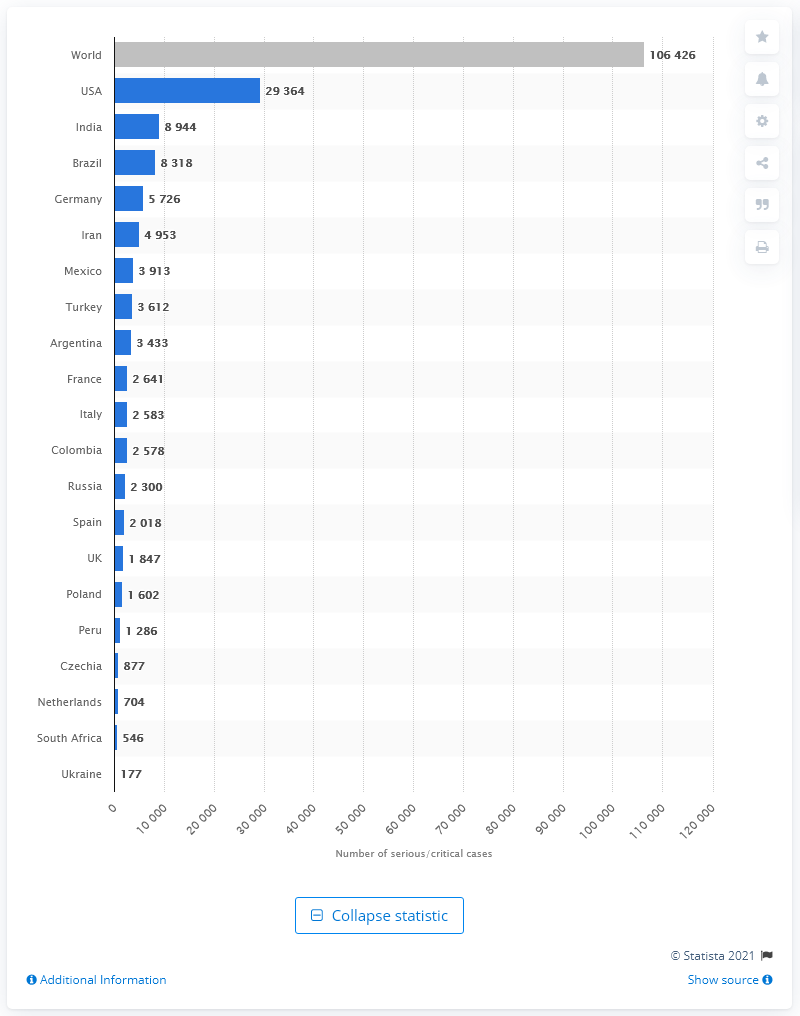 World 106 426
USA 29 364
India 8 944
Brazil 8 318
Germany 5 726
Iran 4 953
Mexico 3 913
Turkey 3 612
Argentina 3 433
France 2 641
Italy 2 583
Colombia 2 578
Russia 2 300
Spain 2 018
UK 1 847
Poland 1 602
Peru 1 286
Czechia 877
Netherlands 704
South Africa 546
Ukraine 177
0 10 000 20 000 30 000 40 000 50 000 60 000 70 000 80 000 90 000 100 000 110 000 120 000
Number of serious/critical cases
Collapse statistic
© Statista 2021
Additional Information Show source